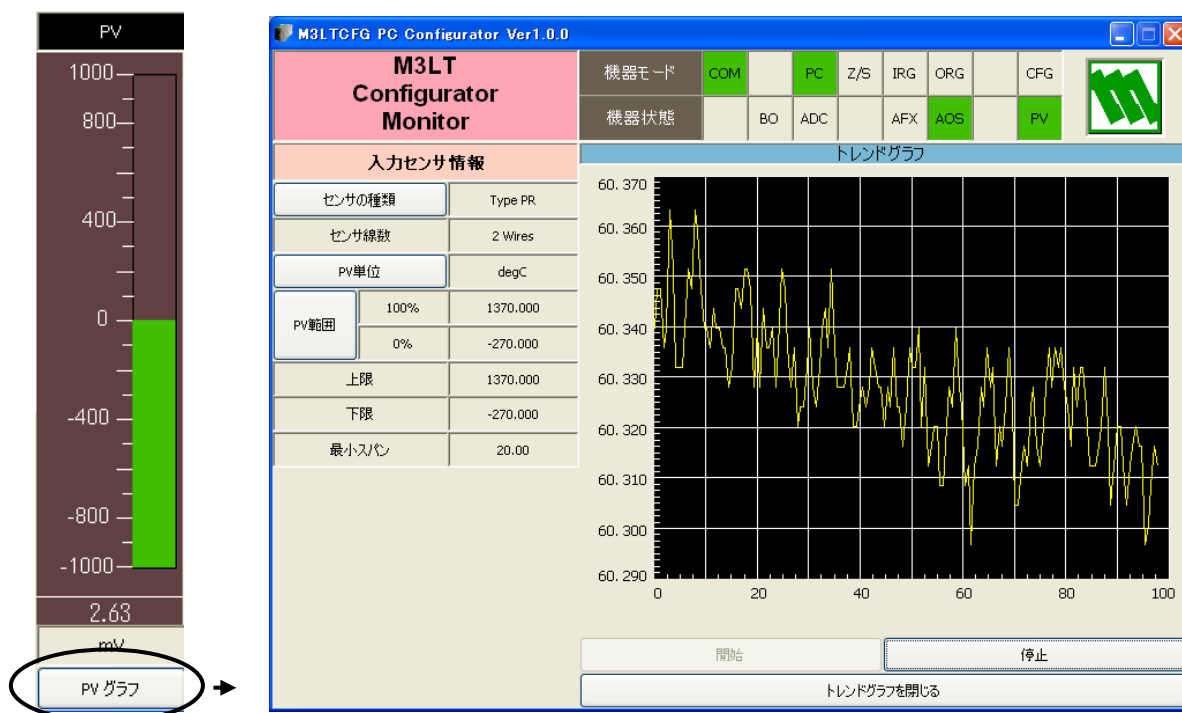 PV
1000
800
400
0
-400
-800
-1000
2.63
mV
PV グラフ
M3LTCFG PC Configurator Ver1.0.0
M3LT
Configurator
Monitor
機器モード COM PC Z/S IRG ORG CFG
機器状態 BO ADC AFX AOS PV
入力センサ情報
センサの種類 Type PR
センサ線数 2 Wires
PV単位 degC
PV範囲
100% 1370.000
0% -270.000
上限 1370.000
下限 -270.000
最小スパン 20.00
トレンドグラフ
60.370
60.360
60.350
60.340
60.330
60.320
60.310
60.300
60.290
0 20 40 60 80 100
開始 停止
トレンドグラフを閉じる